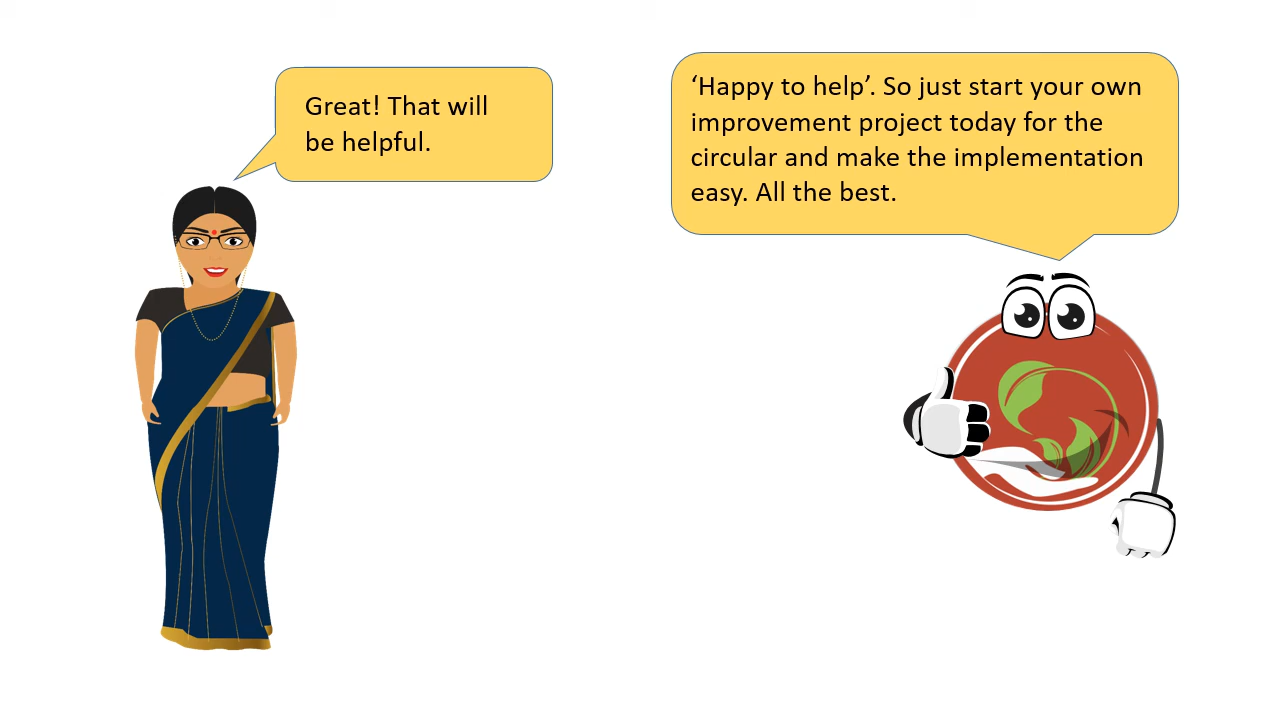 Great! That will
be helpful.
‘Happy to help’. So just start your own
improvement project today for the
circular and make the implementation
easy. All the best.